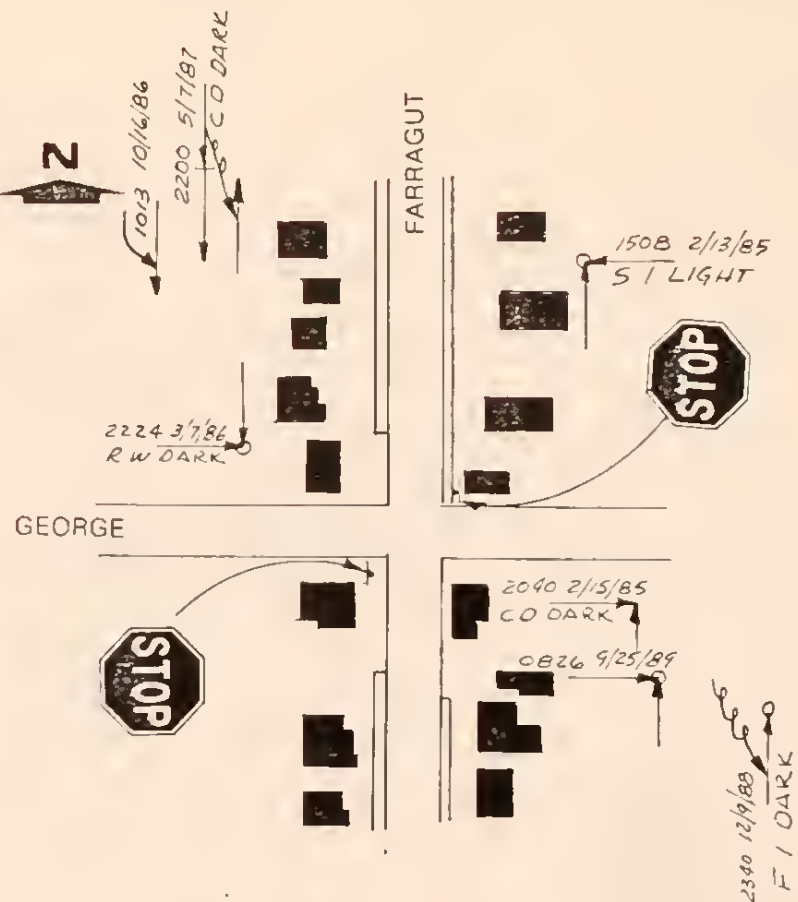 N
1013 10/16/86
2200 5/7/87
CO DARK
FARRAGUT
1508 2/13/85
S I LIGHT
STOP
2224 3/7/86
RW DARK
GEORGE
2040 2/15/85
CO DARK
0826 9/25/89
STOP
2340 12/9/88
F I DARK